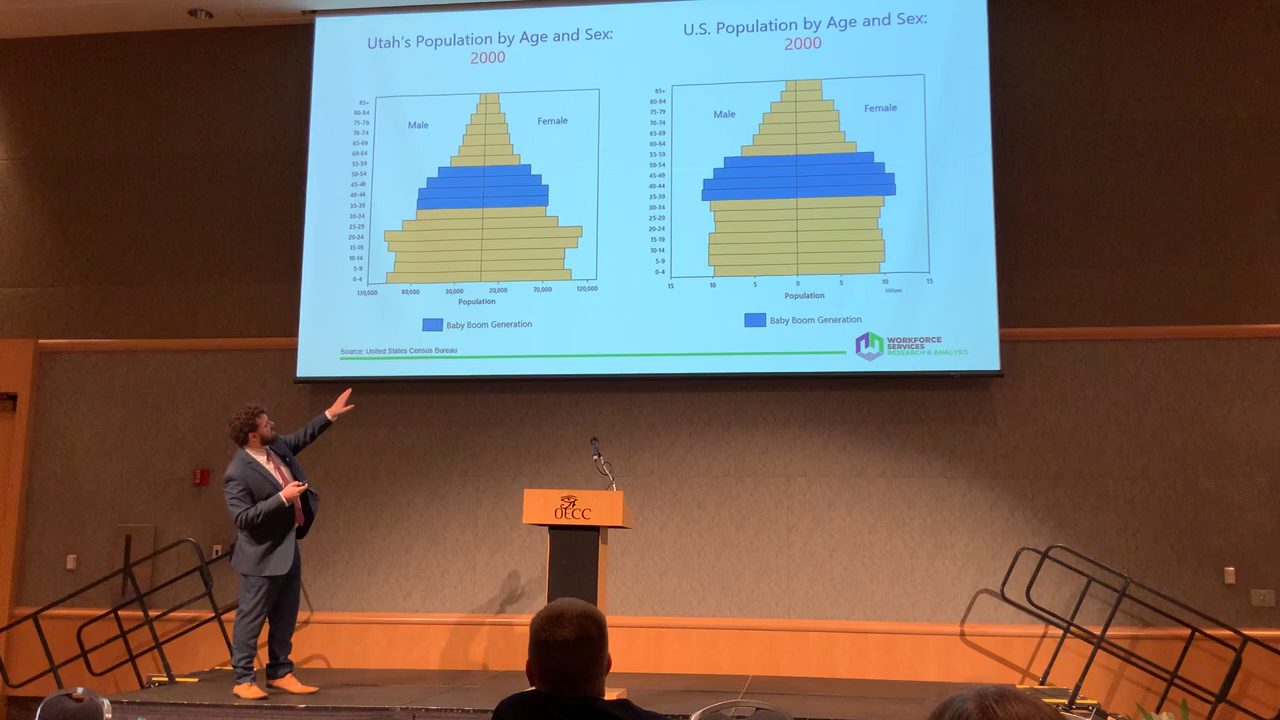 Utah's Population by Age and Sex:
2000
Male
Female
85+
80-84
75-79
70-74
65-69
60-64
55-59
50-54
45-49
40-44
35-39
30-34
25-29
20-24
15-19
10-14
5-9
0-4
130,000 80,000 30,000 20,000 70,000 120,000
Population
Baby Boom Generation
U.S. Population by Age and Sex:
2000
Male
Female
85+
80-84
75-79
70-74
65-69
60-64
55-59
50-54
45-49
40-44
35-39
30-34
25-29
20-24
15-19
10-14
5-9
0-4
15 10 5 0 5 10 15
Millions
Population
Baby Boom Generation
Source: United States Census Bureau
WORKFORCE
SERVICES
RESEARCH & ANALYSIS
OECC